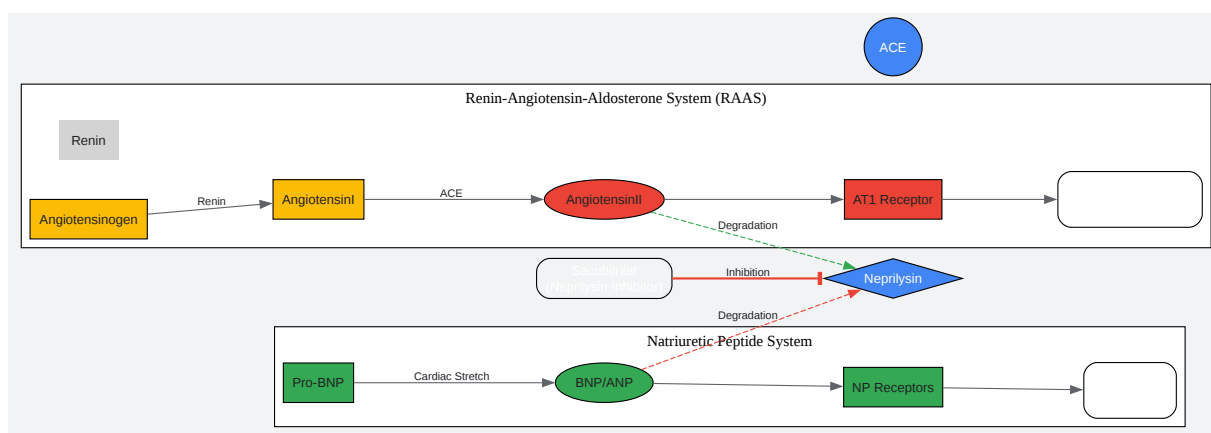 ACE
Renin-Angiotensin-Aldosterone System (RAAS)
Renin
Angiotensinogen
Renin
AngiotensinI
ACE
AngiotensinII
AT1 Receptor
Degradation
Sacubitrilat
(Neprilysin inhibitor)
Inhibition
Neprilysin
Degradation
Natriuretic Peptide System
Pro-BNP
Cardiac Stretch
BNP/ANP
NP Receptors